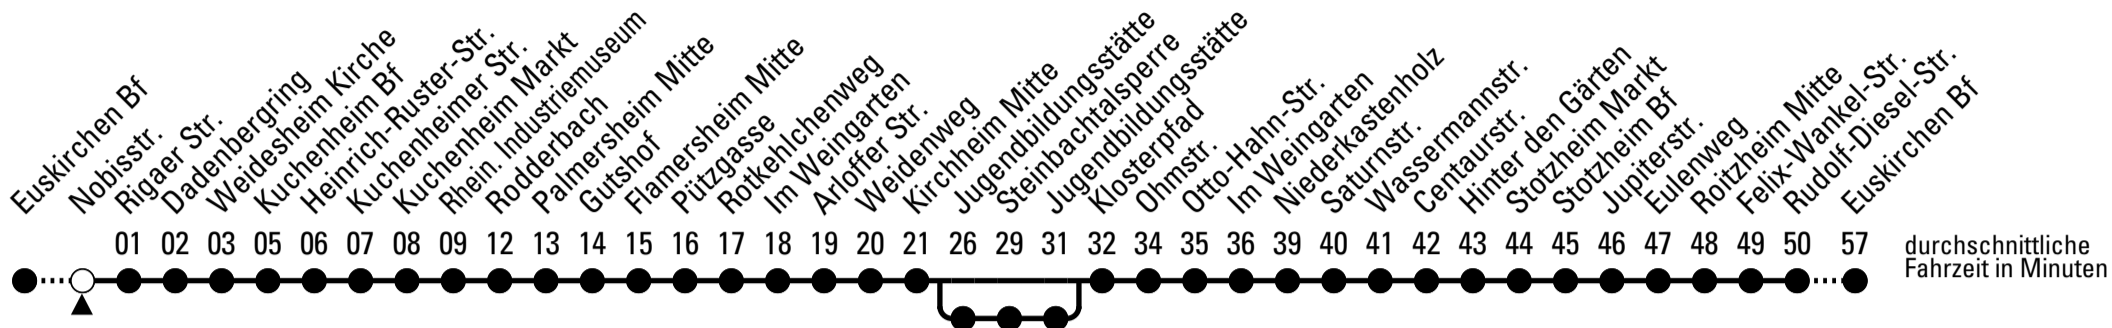 Euskirchen Bf
Nobisstr.
Rigaer Str.
Dadenbergring
Weidesheim Kirche
Kuchenheim Bf
Heinrich-Ruster-Str.
Kuchenheimer Str.
Kuchenheim Markt
Rhein. Industriemuseum
Rodderbach
Palmersheim Mitte
Gutshof
Flamersheim Mitte
Pützgasse
Rotkehlchenweg
Im Weingarten
Arloffer Str.
Weidenweg
Kirchheim Mitte
Jugendbildungsstätte
Steinbachtalsperre
Jugendbildungsstätte
Klosterpfad
Ohmstr.
Otto-Hahn-Str.
Im Weingarten
Niederkastenholz
Saturnstr.
Wassermannstr.
Centaurstr.
Hinter den Gärten
Stotzheim Markt
Stotzheim Bf
Jupiterstr.
Eulenweg
Roitzheim Mitte
Felix-Wankel-Str.
Rudolf-Diesel-Str.
Euskirchen Bf
01 02 03 05 06 07 08 09 12 13 14 15 16 17 18 19 20 21 26 29 31 32 34 35 36 39 40 41 42 43 44 45 46 47 48 49 50 57
durchschnittliche
Fahrzeit in Minuten